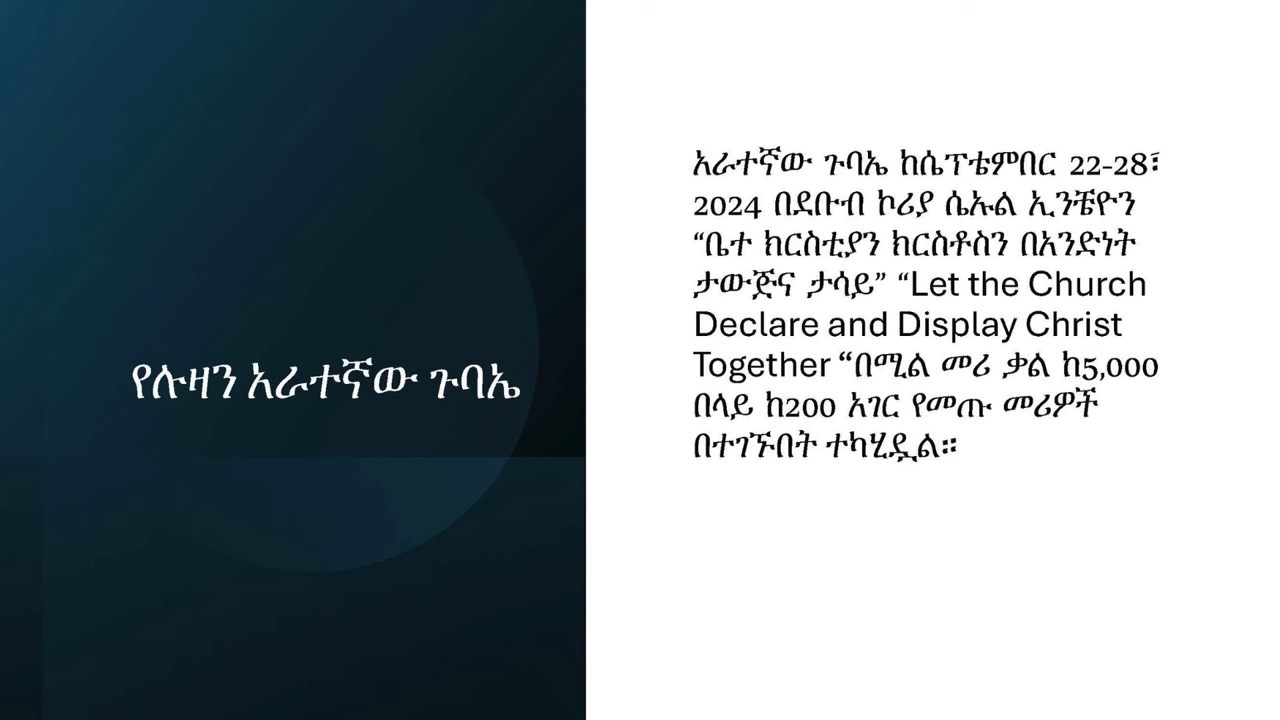 የሉዛን አራተኛው ጉባኤ
አራተኛው ጉባኤ ከሴፕቴምበር 22-28፣
2024 በደቡብ ኮሪያ ሴኡል ኢንቼዮን
“ቤተ ክርስቲያን ክርስቶስን በአንድነት
ታውጅና ታሳይ” “Let the Church
Declare and Display Christ
Together “በሚል መሪ ቃል ከ5,000
በላይ ከ200 አገር የመጡ መሪዎች
በተገኙበት ተካሂዷል።